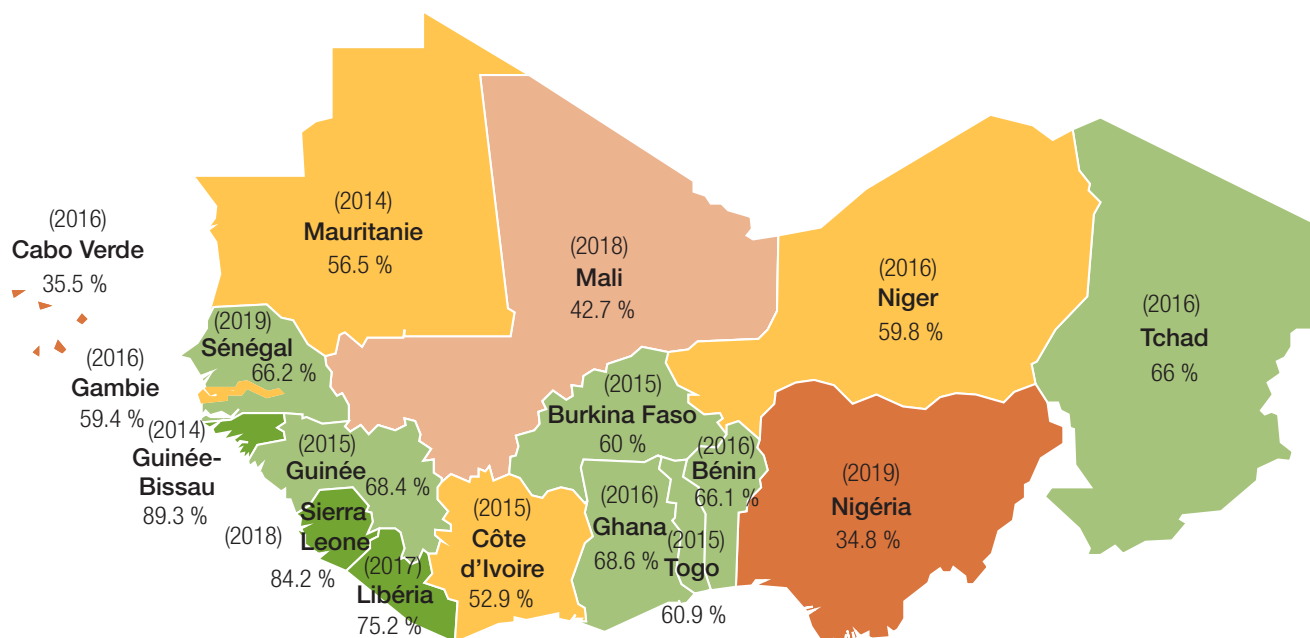 (2014)
Mauritanie
56.5 %
(2016)
Cabo Verde
35.5 %
(2018)
Mali
42.7 %
(2016)
Niger
59.8 %
(2016)
Tchad
66 %
(2019)
Sénégal
66.2 %
(2016)
Gambie
59.4 %
(2014)
Guinée-
Bissau
89.3 %
(2015)
Guinée
68.4 %
(2018)
Sierra
Leone
84.2 %
(2017)
Libéria
75.2 %
(2015)
Côte
d’Ivoire
52.9 %
(2015)
Burkina Faso
60 %
(2016)
Ghana
68.6 %
(2015)
Togo
60.9 %
(2016)
Bénin
66.1 %
(2019)
Nigéria
34.8 %